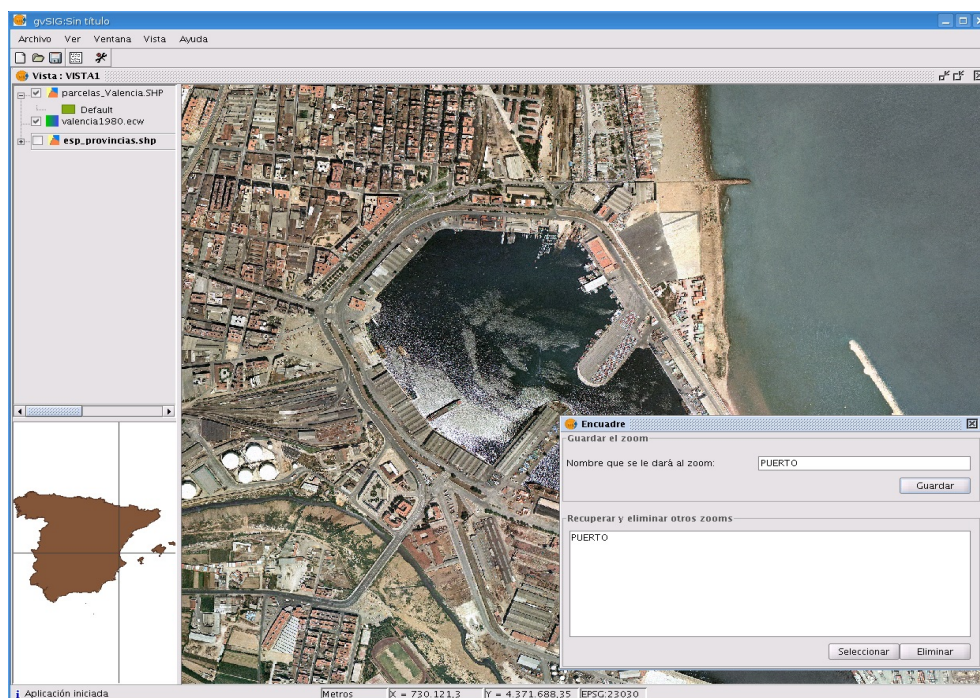 gvSIG:Sin título
Archivo Ver Ventana Vista Ayuda
Vista : VISTA1
parcelas_Valencia.SHP
Default
valencia1980.ecw
esp_provincias.shp
Encuadre
Guardar el zoom
Nombre que se le dará al zoom: PUERTO
Guardar
Recuperar y eliminar otros zooms
PUERTO
Seleccionar Eliminar
Aplicación iniciada Metros X = 730.121,3 Y = 4.371.688,35 EPSG:23030